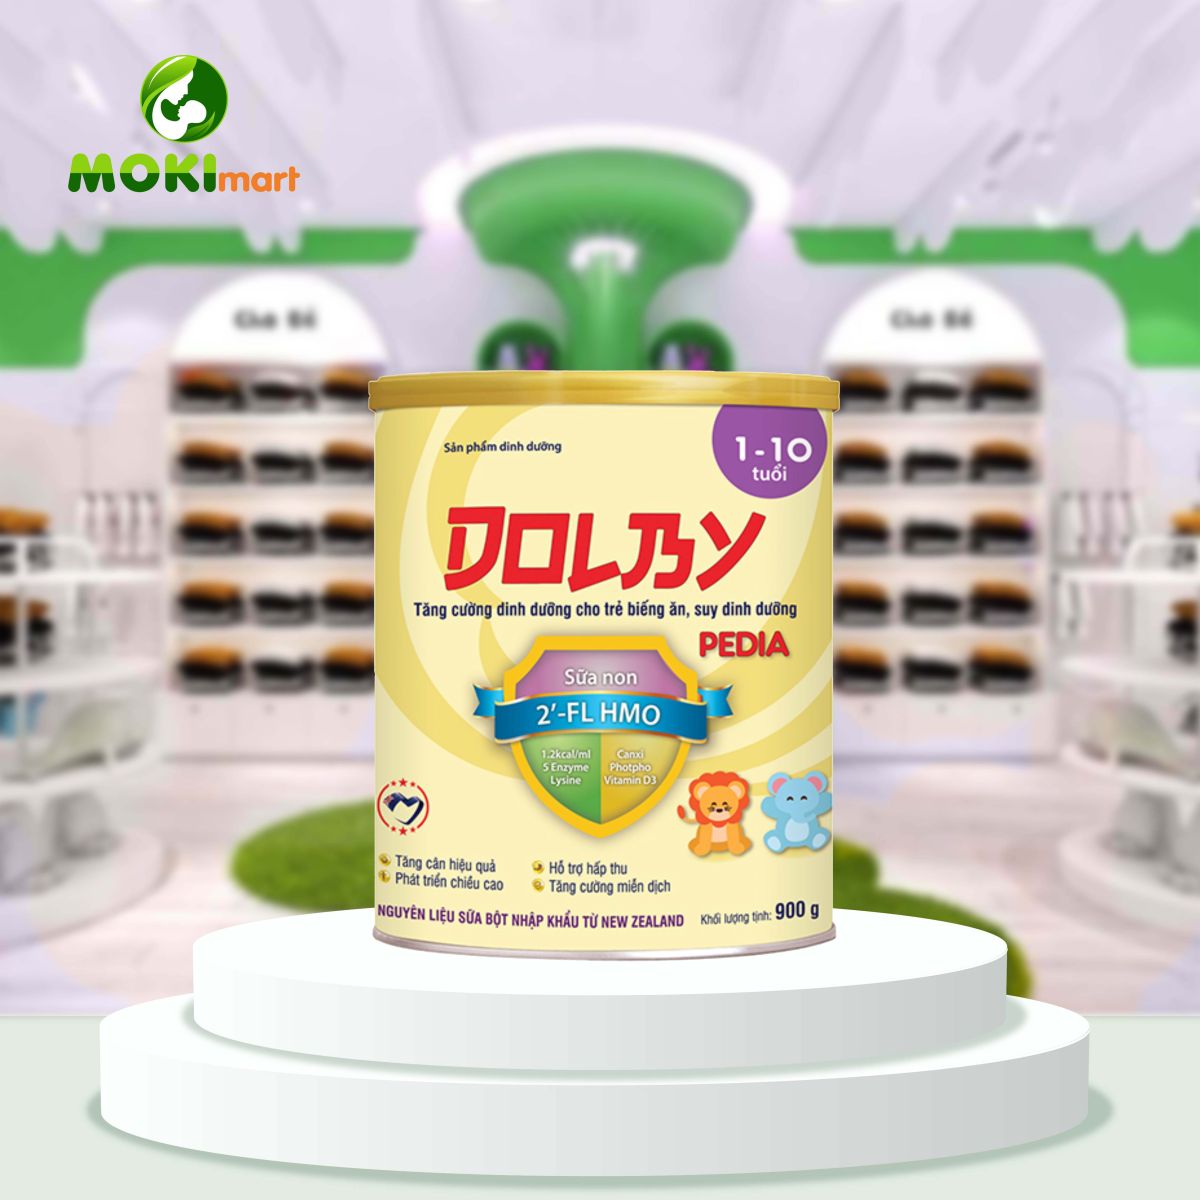 MOKImart
Sản phẩm dinh dưỡng
1-10
tuổi
DOLBY
Tăng cường dinh dưỡng cho trẻ biếng ăn, suy dinh dưỡng
PEDIA
Sữa non
2'-FL HMO
1.2kcal/ml
5 Enzyme
Lysine
Canxi
Photpho
Vitamin D3
Tăng cân hiệu quả
Phát triển chiều cao
Hỗ trợ hấp thu
Tăng cường miễn dịch
NGUYÊN LIỆU SỮA BỘT NHẬP KHẨU TỪ NEW ZEALAND
Khối lượng tịnh: 900 g